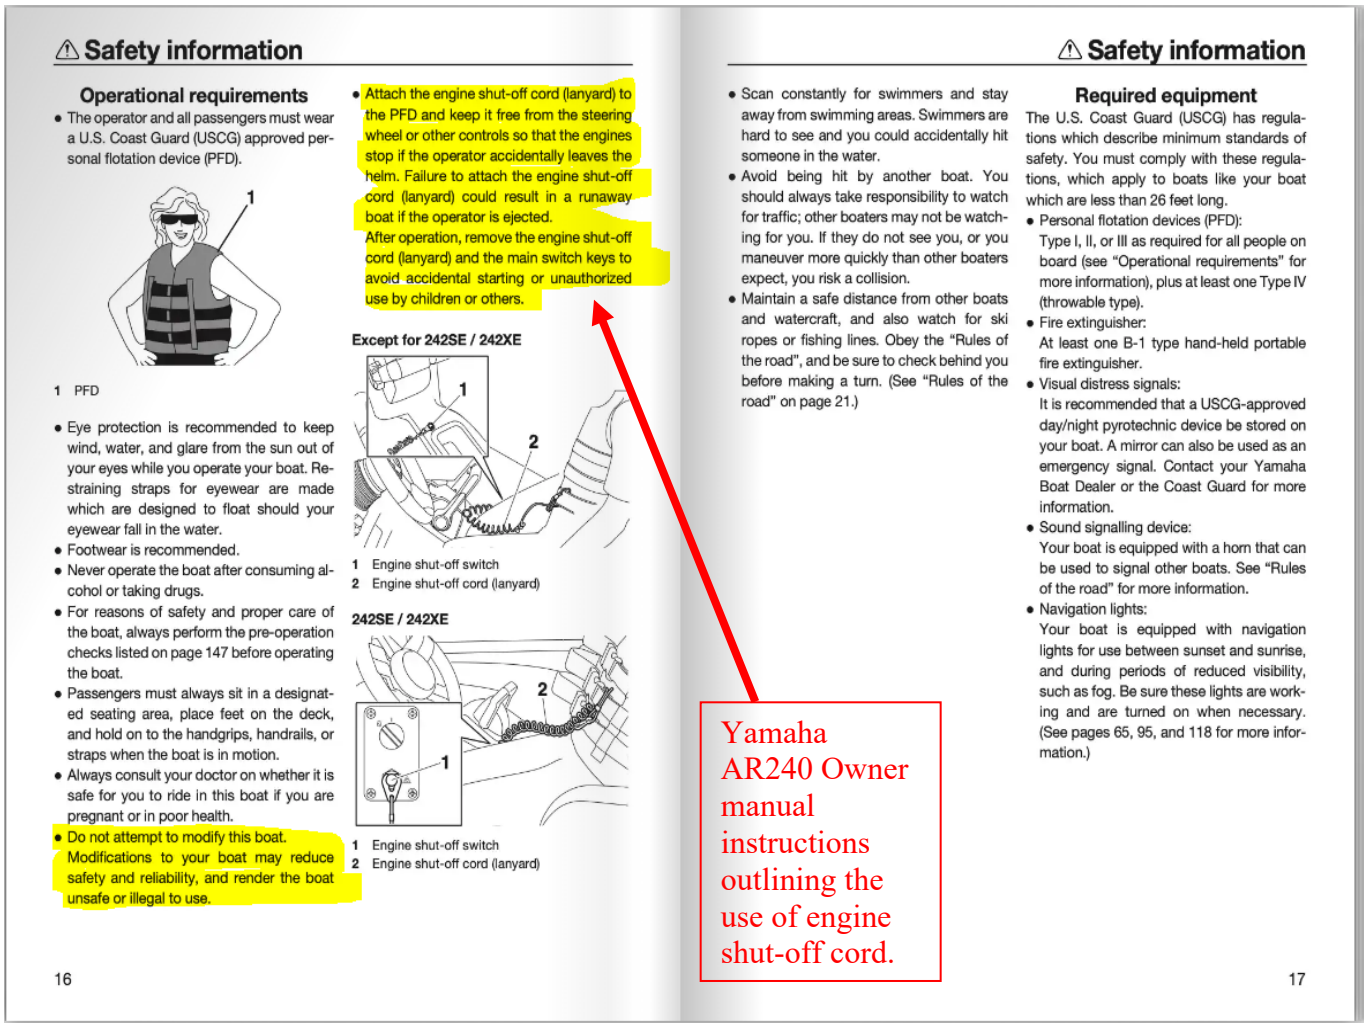 ⚠ Safety information
Operational requirements
● The operator and all passengers must wear
a U.S. Coast Guard (USCG) approved per-
sonal flotation device (PFD).
1
1 PFD
● Eye protection is recommended to keep
wind, water, and glare from the sun out of
your eyes while you operate your boat. Re-
straining straps for eyewear are made
which are designed to float should your
eyewear fall in the water.
● Footwear is recommended.
● Never operate the boat after consuming al-
cohol or taking drugs.
● For reasons of safety and proper care of
the boat, always perform the pre-operation
checks listed on page 147 before operating
the boat.
● Passengers must always sit in a designat-
ed seating area, place feet on the deck,
and hold on to the handgrips, handrails, or
straps when the boat is in motion.
● Always consult your doctor on whether it is
safe for you to ride in this boat if you are
pregnant or in poor health.
● Do not attempt to modify this boat.
Modifications to your boat may reduce
safety and reliability, and render the boat
unsafe or illegal to use.
● Attach the engine shut-off cord (lanyard) to
the PFD and keep it free from the steering
wheel or other controls so that the engines
stop if the operator accidentally leaves the
helm. Failure to attach the engine shut-off
cord (lanyard) could result in a runaway
boat if the operator is ejected.
After operation, remove the engine shut-off
cord (lanyard) and the main switch keys to
avoid accidental starting or unauthorized
use by children or others.
Except for 242SE / 242XE
1
2
1 Engine shut-off switch
2 Engine shut-off cord (lanyard)
242SE / 242XE
2
1
1 Engine shut-off switch
2 Engine shut-off cord (lanyard)
16
⚠ Safety information
● Scan constantly for swimmers and stay
away from swimming areas. Swimmers are
hard to see and you could accidentally hit
someone in the water.
● Avoid being hit by another boat. You
should always take responsibility to watch
for traffic; other boaters may not be watch-
ing for you. If they do not see you, or you
maneuver more quickly than other boaters
expect, you risk a collision.
● Maintain a safe distance from other boats
and watercraft, and also watch for ski
ropes or fishing lines. Obey the “Rules of
the road”, and be sure to check behind you
before making a turn. (See “Rules of the
road” on page 21.)
Yamaha
AR240 Owner
manual
instructions
outlining the
use of engine
shut-off cord.
Required equipment
The U.S. Coast Guard (USCG) has regula-
tions which describe minimum standards of
safety. You must comply with these regula-
tions, which apply to boats like your boat
which are less than 26 feet long.
● Personal flotation devices (PFD):
Type I, II, or III as required for all people on
board (see “Operational requirements” for
more information), plus at least one Type IV
(throwable type).
● Fire extinguisher:
At least one B-1 type hand-held portable
fire extinguisher.
● Visual distress signals:
It is recommended that a USCG-approved
day/night pyrotechnic device be stored on
your boat. A mirror can also be used as an
emergency signal. Contact your Yamaha
Boat Dealer or the Coast Guard for more
information.
● Sound signalling device:
Your boat is equipped with a horn that can
be used to signal other boats. See “Rules
of the road” for more information.
● Navigation lights:
Your boat is equipped with navigation
lights for use between sunset and sunrise,
and during periods of reduced visibility,
such as fog. Be sure these lights are work-
ing and are turned on when necessary.
(See pages 65, 95, and 118 for more infor-
mation.)
17